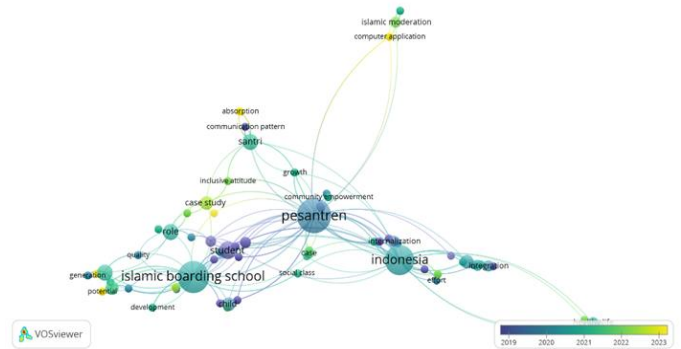 islamic moderation
computer application
absorption
communication pattern
santri
growth
inclusive attitude
community empowerment
case study
pesantren
role
internalization
student
quality
case
indonesia
integration
generation
islamic boarding school
social class
effort
potential
child
development
VOSviewer
2019 2020 2021 2022 2023